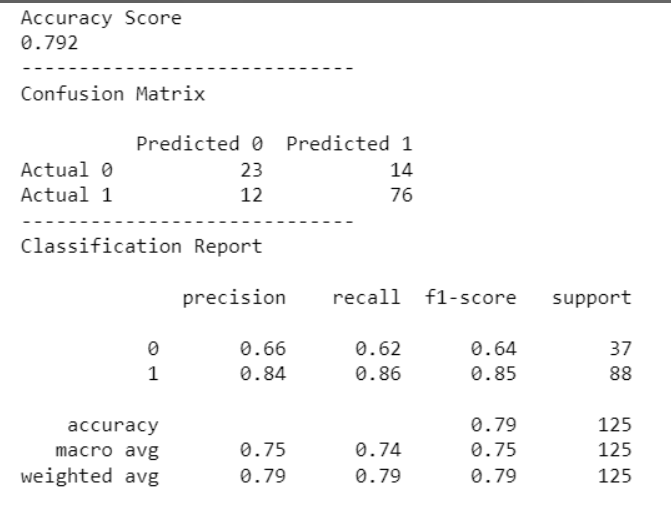 Accuracy Score
0.792
-----------------------------
Confusion Matrix
Predicted 0 Predicted 1
Actual 0 23 14
Actual 1 12 76
-----------------------------
Classification Report
precision recall f1-score support
0 0.66 0.62 0.64 37
1 0.84 0.86 0.85 88
accuracy 0.79 125
macro avg 0.75 0.74 0.75 125
weighted avg 0.79 0.79 0.79 125